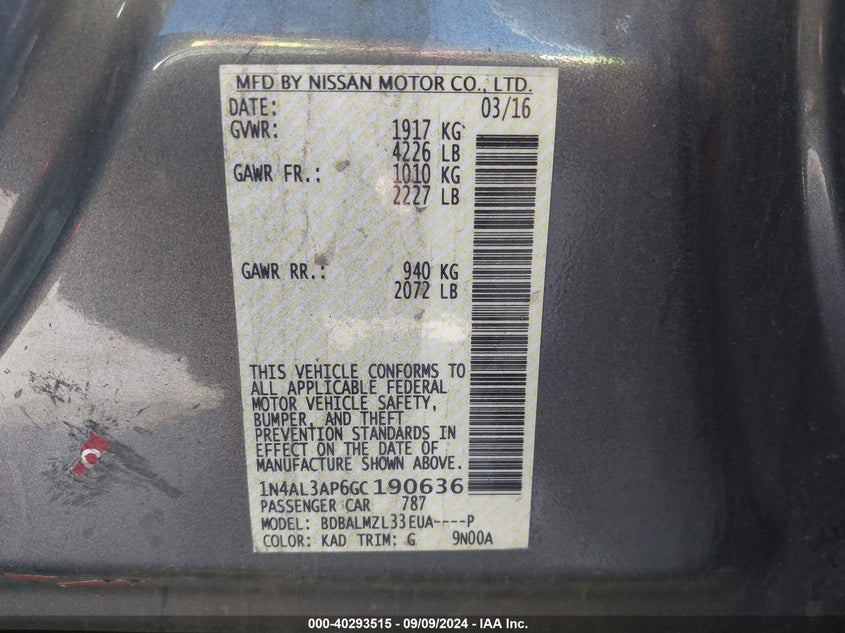 MFD BY NISSAN MOTOR CO., LTD.
DATE: 03/16
GVWR: 1917 KG
4226 LB
GAWR FR.: 1010 KG
2227 LB
GAWR RR.: 940 KG
2072 LB
THIS VEHICLE CONFORMS TO
ALL APPLICABLE FEDERAL
MOTOR VEHICLE SAFETY,
BUMPER, AND THEFT
PREVENTION STANDARDS IN
EFFECT ON THE DATE OF
MANUFACTURE SHOWN ABOVE.
1N4AL3AP6GC190636
PASSENGER CAR 787
MODEL: BDBALMZL33EUA----P
COLOR: KAD TRIM: G 9N00A
000-40293515 - 09/09/2024 - IAA Inc.